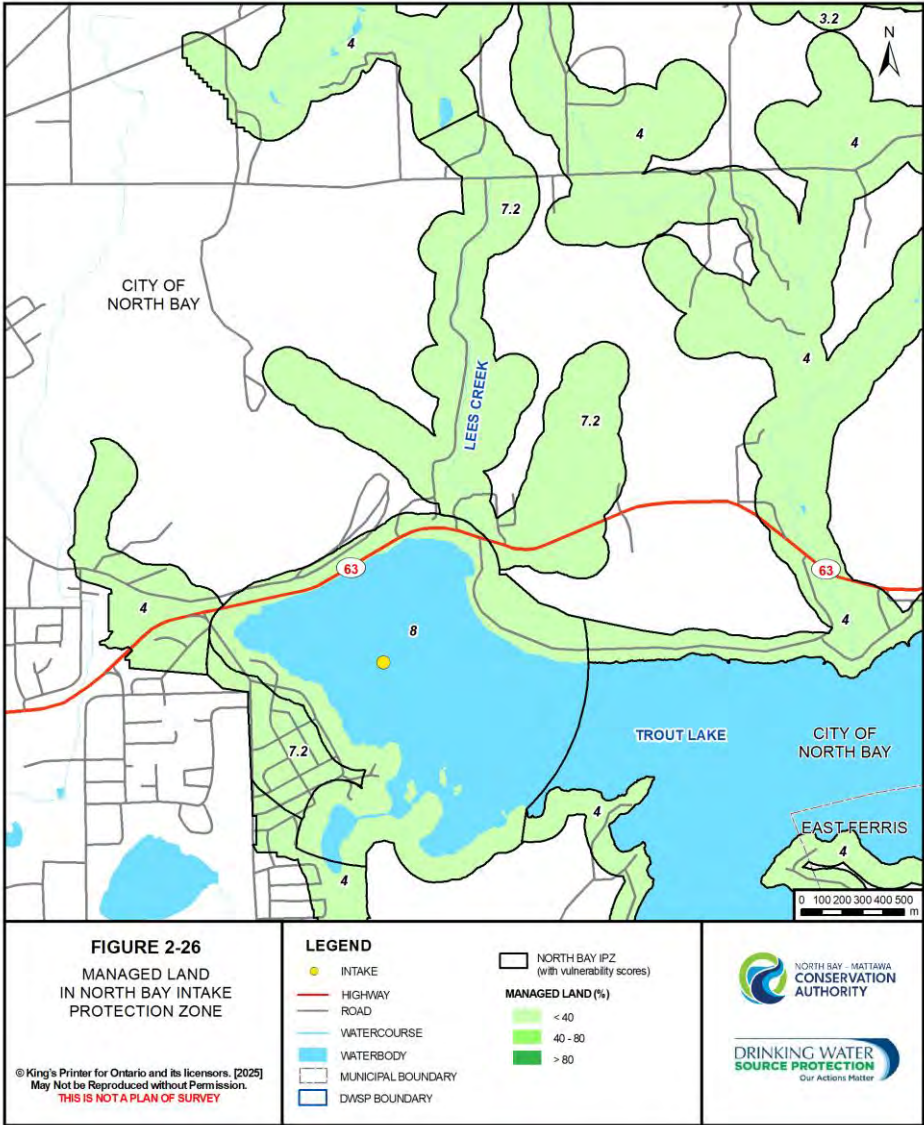 3.2
4
N
4
4
7.2
CITY OF
NORTH BAY
4
LEES CREEK
7.2
63
63
4
8
4
TROUT LAKE
CITY OF
NORTH BAY
7.2
4
EAST FERRIS
4
4
0 100 200 300 400 500
m
FIGURE 2-26
MANAGED LAND
IN NORTH BAY INTAKE
PROTECTION ZONE
© King's Printer for Ontario and its licensors. [2025]
May Not be Reproduced without Permission.
THIS IS NOT A PLAN OF SURVEY
LEGEND
INTAKE
HIGHWAY
ROAD
WATERCOURSE
WATERBODY
MUNICIPAL BOUNDARY
DWSP BOUNDARY
NORTH BAY IPZ
(with vulnerability scores)
MANAGED LAND (%)
< 40
40 - 80
> 80
NORTH BAY - MATTAWA
CONSERVATION
AUTHORITY
DRINKING WATER
SOURCE PROTECTION
Our Actions Matter